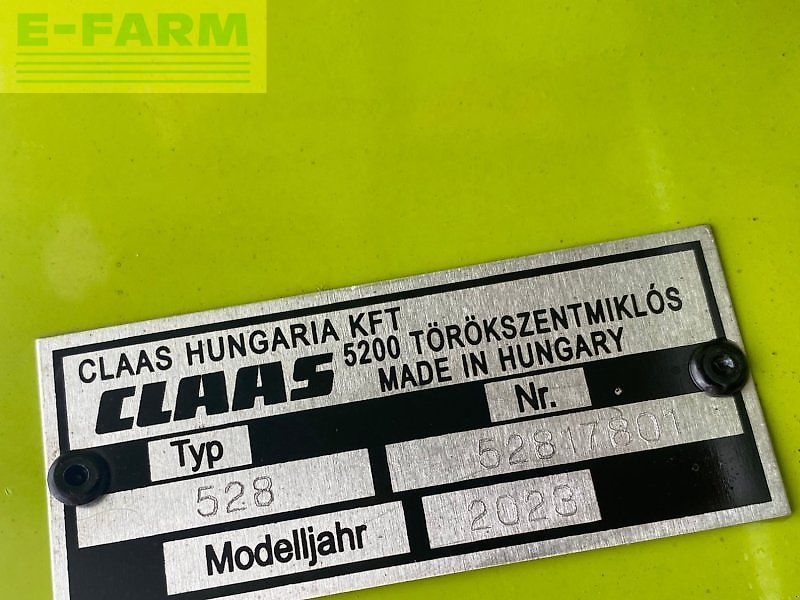 E-FARM
CLAAS HUNGARIA KFT
CLAAS 5200 TÖRÖKSZENTMIKLÓS
MADE IN HUNGARY
Typ Nr.
528 52817801
Modelljahr 2023